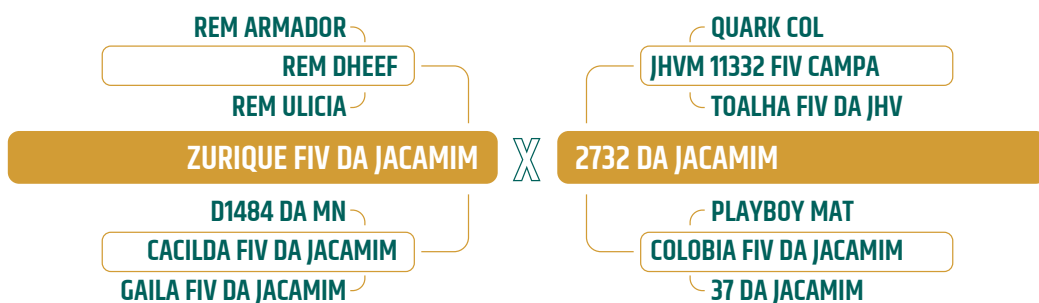 REM ARMADOR
REM DHEEF
REM ULICIA
ZURIQUE FIV DA JACAMIM
D1484 DA MN
CACILDA FIV DA JACAMIM
GAILA FIV DA JACAMIM
X
QUARK COL
JHVM 11332 FIV CAMPA
TOALHA FIV DA JHV
2732 DA JACAMIM
PLAYBOY MAT
COLOBIA FIV DA JACAMIM
37 DA JACAMIM